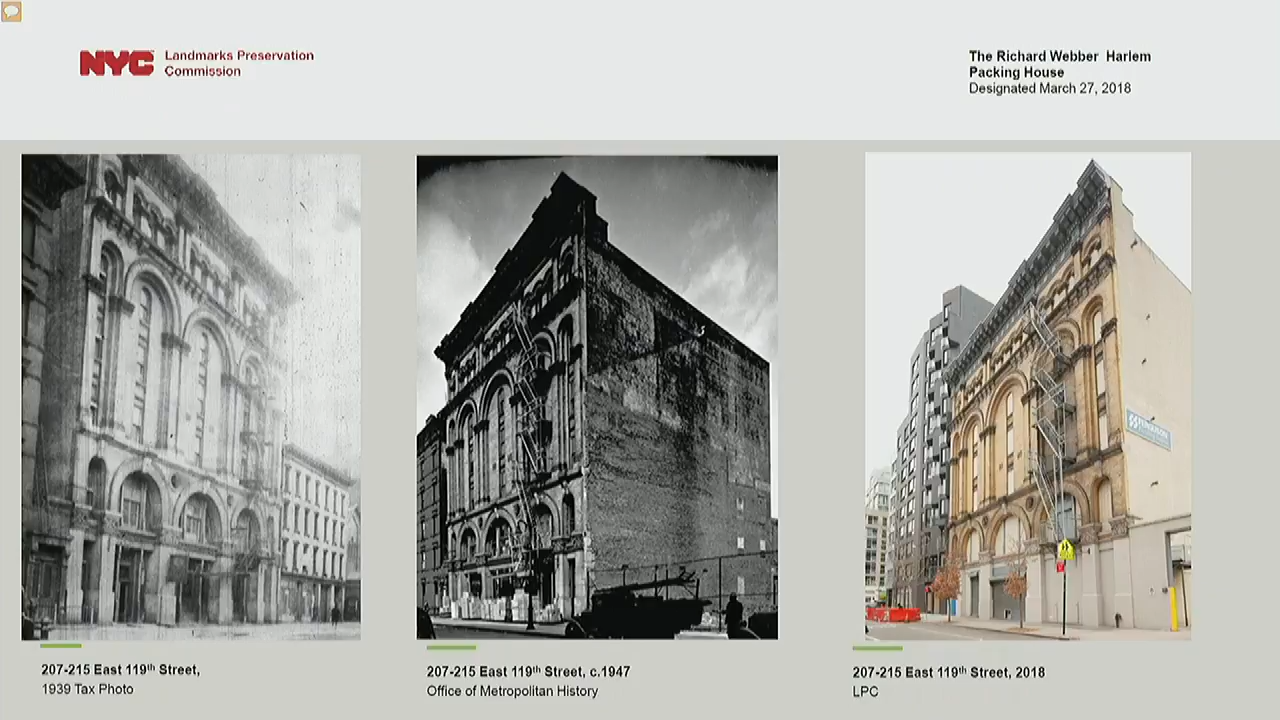 NYC Landmarks Preservation
Commission
The Richard Webber Harlem
Packing House
Designated March 27, 2018
207-215 East 119th Street,
1939 Tax Photo
207-215 East 119th Street, c.1947
Office of Metropolitan History
207-215 East 119th Street, 2018
LPC